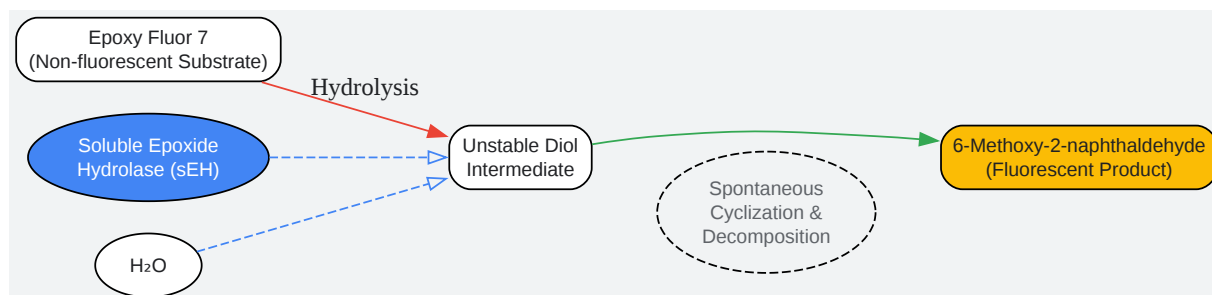 Epoxy Fluor 7
(Non-fluorescent Substrate)
Hydrolysis
Soluble Epoxide
Hydrolase (sEH)
H₂O
Unstable Diol
Intermediate
Spontaneous
Cyclization &
Decomposition
6-Methoxy-2-naphthaldehyde
(Fluorescent Product)